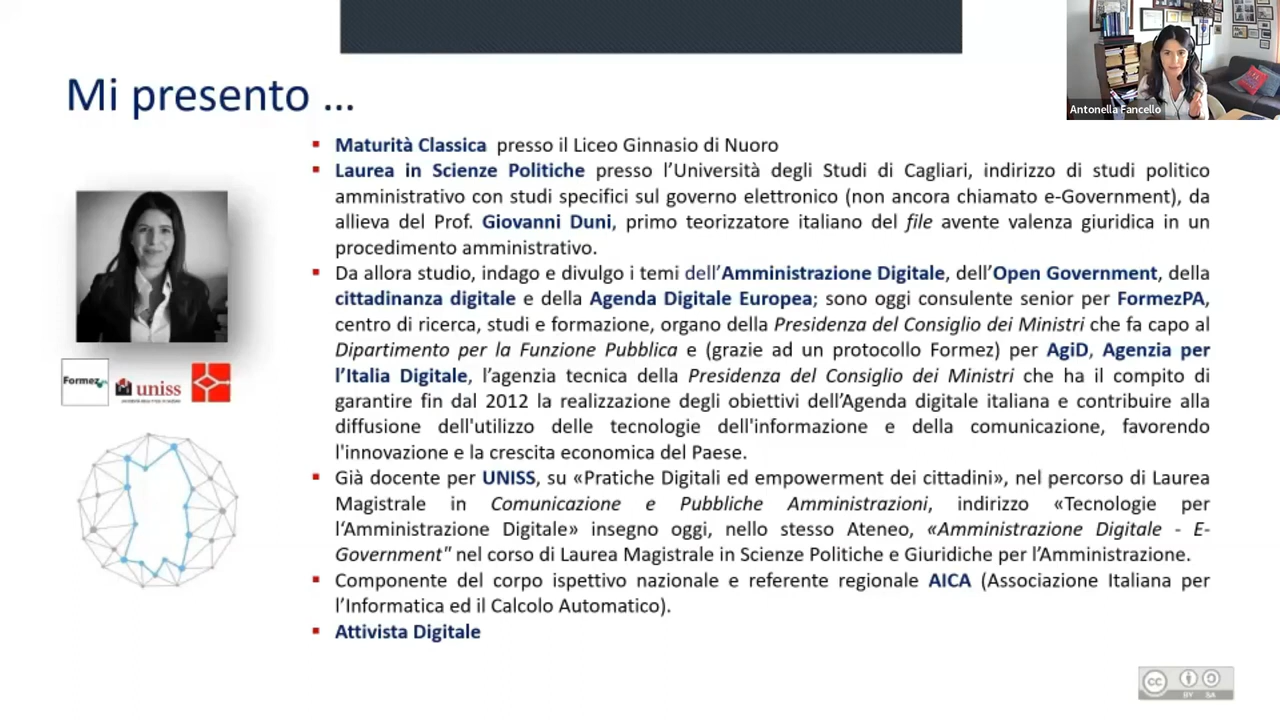 Antonella Fancello
Mi presento ...
Maturità Classica presso il Liceo Ginnasio di Nuoro
Laurea in Scienze Politiche presso l’Università degli Studi di Cagliari, indirizzo di studi politico
amministrativo con studi specifici sul governo elettronico (non ancora chiamato e-Government), da
allieva del Prof. Giovanni Duni, primo teorizzatore italiano del file avente valenza giuridica in un
procedimento amministrativo.
Da allora studio, indago e divulgo i temi dell’Amministrazione Digitale, dell’Open Government, della
cittadinanza digitale e della Agenda Digitale Europea; sono oggi consulente senior per FormezPA,
centro di ricerca, studi e formazione, organo della Presidenza del Consiglio dei Ministri che fa capo al
Dipartimento per la Funzione Pubblica e (grazie ad un protocollo Formez) per AgiD, Agenzia per
l’Italia Digitale, l’agenzia tecnica della Presidenza del Consiglio dei Ministri che ha il compito di
garantire fin dal 2012 la realizzazione degli obiettivi dell’Agenda digitale italiana e contribuire alla
diffusione dell'utilizzo delle tecnologie dell'informazione e della comunicazione, favorendo
l'innovazione e la crescita economica del Paese.
Già docente per UNISS, su «Pratiche Digitali ed empowerment dei cittadini», nel percorso di Laurea
Magistrale in Comunicazione e Pubbliche Amministrazioni, indirizzo «Tecnologie per
l‘Amministrazione Digitale» insegno oggi, nello stesso Ateneo, «Amministrazione Digitale - E-
Government" nel corso di Laurea Magistrale in Scienze Politiche e Giuridiche per l’Amministrazione.
Componente del corpo ispettivo nazionale e referente regionale AICA (Associazione Italiana per
l’Informatica ed il Calcolo Automatico).
Attivista Digitale
Formez
uniss
cc
BY SA